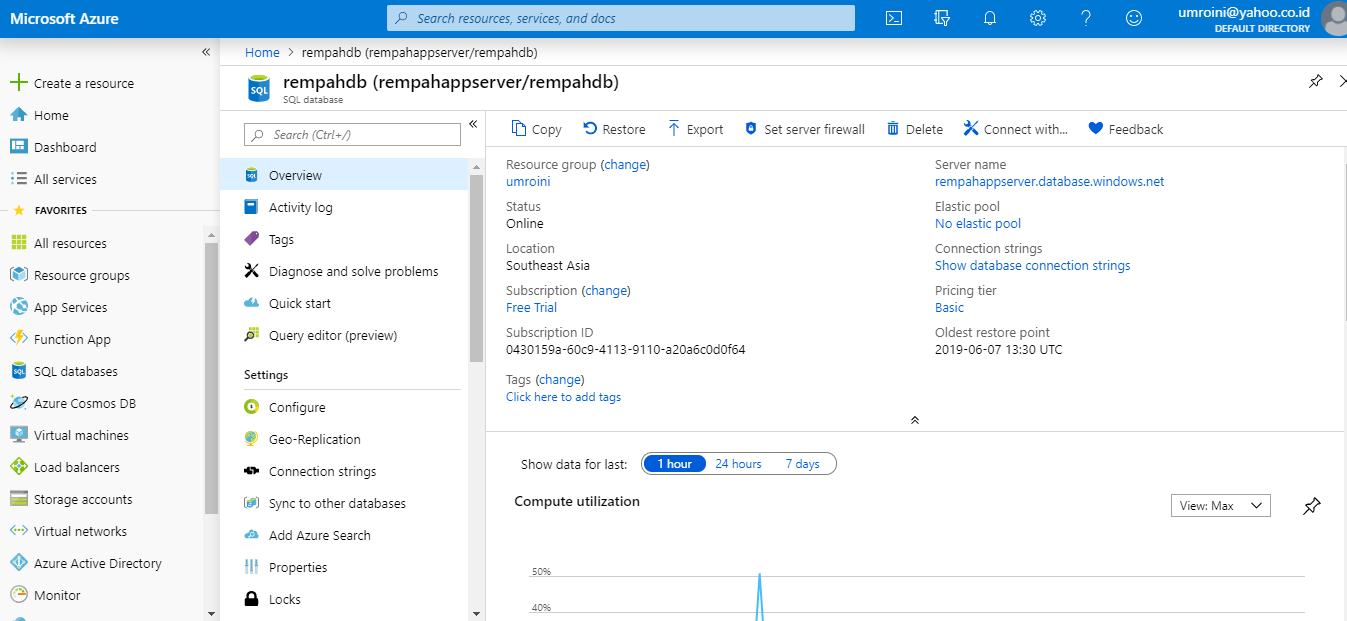 Microsoft Azure
Search resources, services, and docs
umroini@yahoo.co.id
DEFAULT DIRECTORY
Create a resource
Home
Dashboard
All services
FAVORITES
All resources
Resource groups
App Services
Function App
SQL databases
Azure Cosmos DB
Virtual machines
Load balancers
Storage accounts
Virtual networks
Azure Active Directory
Monitor
Home > rempahdb (rempahappserver/rempahdb)
SQL
rempahdb (rempahappserver/rempahdb)
SQL database
Search (Ctrl+/)
Overview
Activity log
Tags
Diagnose and solve problems
Quick start
Query editor (preview)
Settings
Configure
Geo-Replication
Connection strings
Sync to other databases
Add Azure Search
Properties
Locks
Copy Restore Export Set server firewall Delete Connect with... Feedback
Resource group (change)
umroini
Status
Online
Location
Southeast Asia
Subscription (change)
Free Trial
Subscription ID
0430159a-60c9-4113-9110-a20a6c0d0f64
Tags (change)
Click here to add tags
Server name
rempahappserver.database.windows.net
Elastic pool
No elastic pool
Connection strings
Show database connection strings
Pricing tier
Basic
Oldest restore point
2019-06-07 13:30 UTC
Show data for last: 1 hour 24 hours 7 days
Compute utilization
View: Max
50%
40%